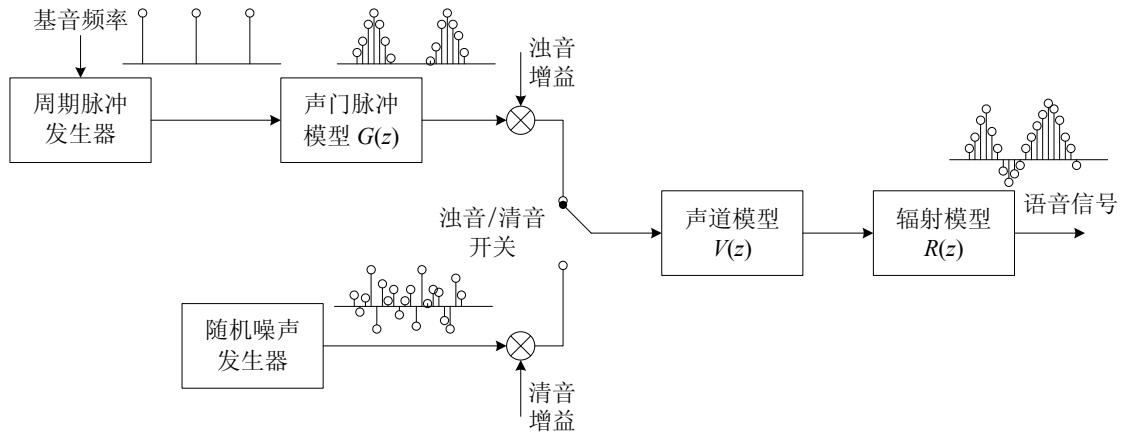 基音频率
周期脉冲
发生器
声门脉冲
模型 G(z)
浊音
增益
浊音/清音
开关
声道模型
V(z)
辐射模型
R(z)
语音信号
随机噪声
发生器
清音
增益